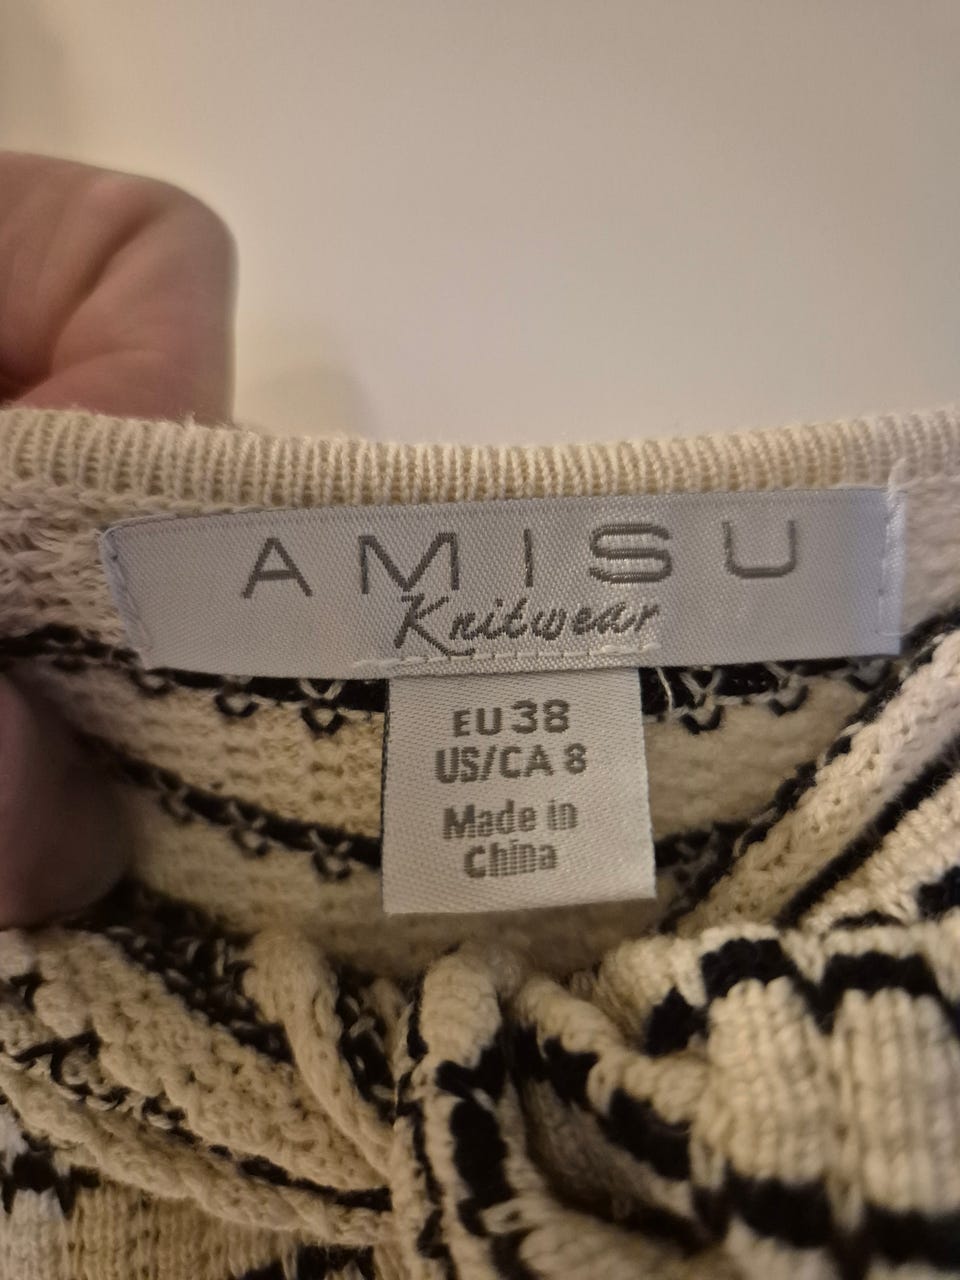 AMISU
Knitwear
EU 38
US/CA 8
Made in
China